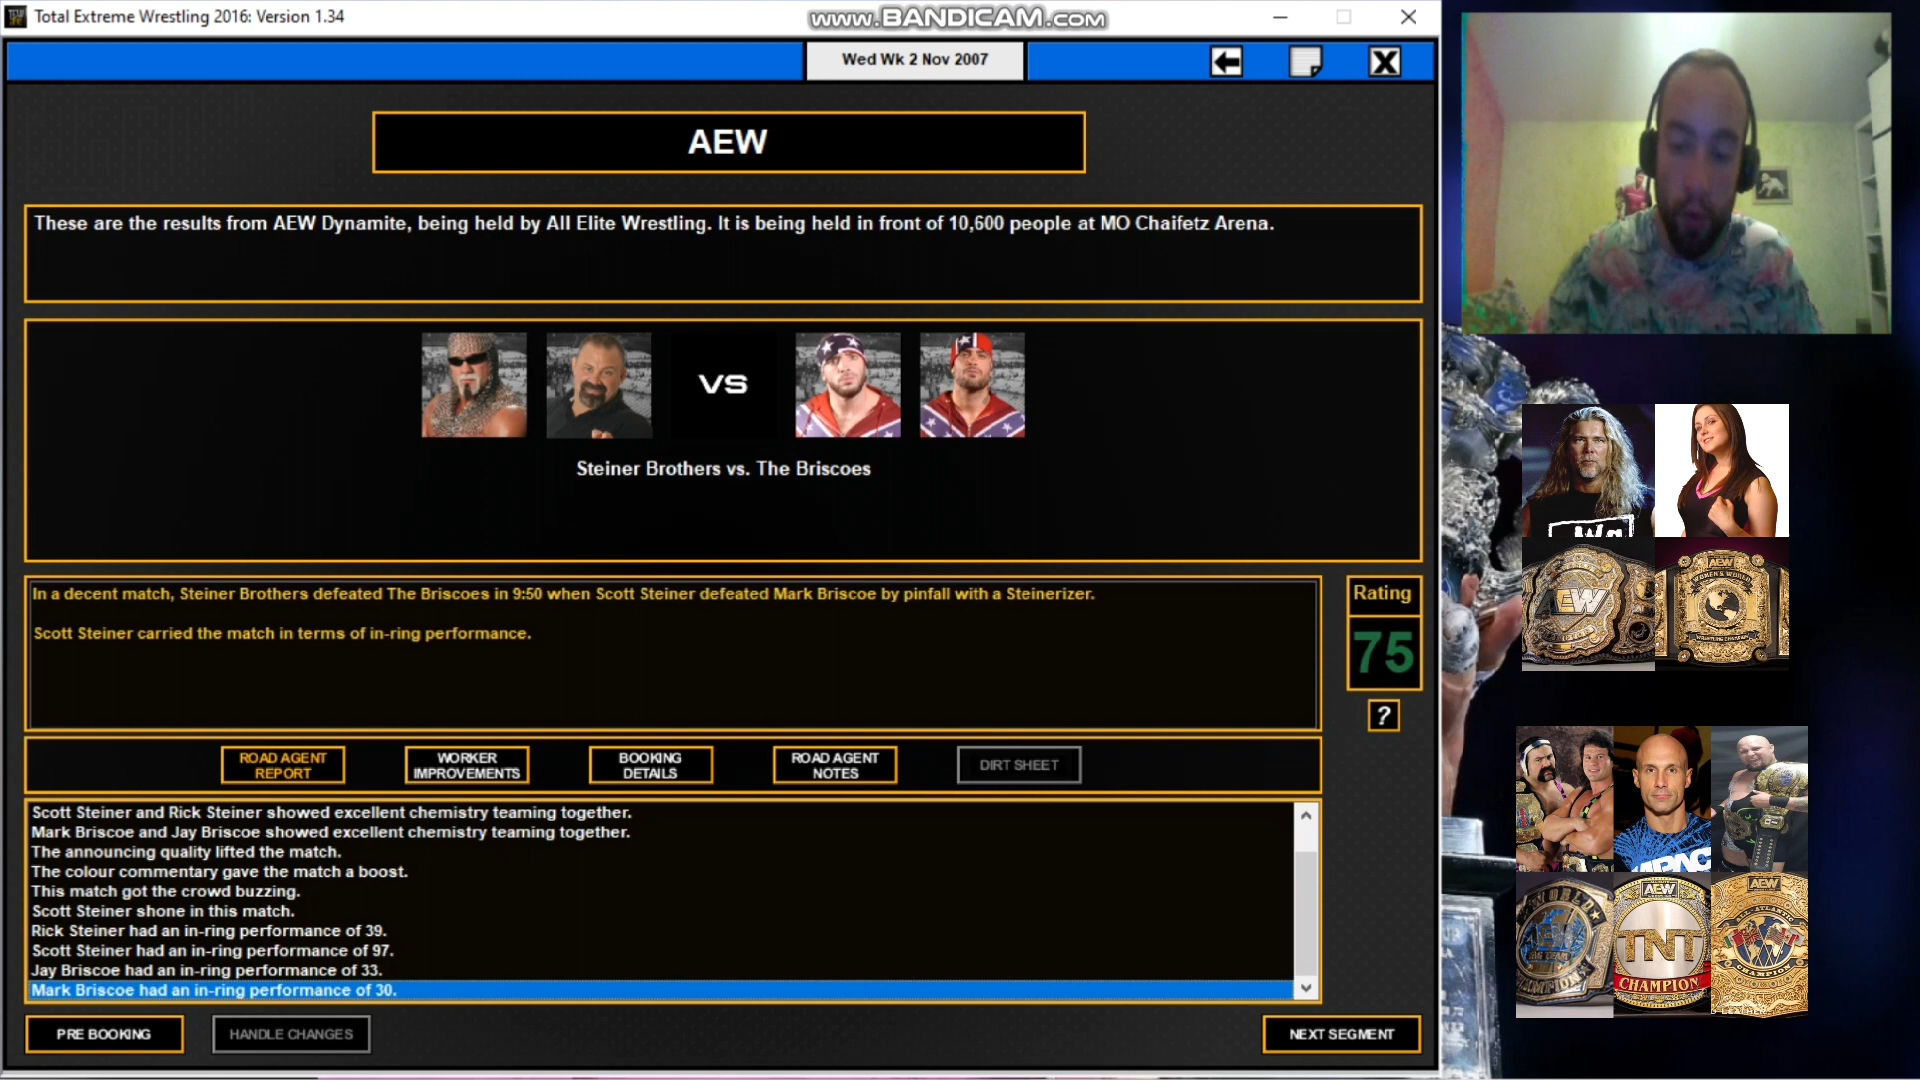 Total Extreme Wrestling 2016: Version 1.34
www.BANDICAM.com
Wed Wk 2 Nov 2007
AEW
These are the results from AEW Dynamite, being held by All Elite Wrestling. It is being held in front of 10,600 people at MO Chaifetz Arena.
VS
Steiner Brothers vs. The Briscoes
In a decent match, Steiner Brothers defeated The Briscoes in 9:50 when Scott Steiner defeated Mark Briscoe by pinfall with a Steinerizer.
Scott Steiner carried the match in terms of in-ring performance.
Rating
75
?
ROAD AGENT
REPORT
WORKER
IMPROVEMENTS
BOOKING
DETAILS
ROAD AGENT
NOTES
DIRT SHEET
Scott Steiner and Rick Steiner showed excellent chemistry teaming together.
Mark Briscoe and Jay Briscoe showed excellent chemistry teaming together.
The announcing quality lifted the match.
The colour commentary gave the match a boost.
This match got the crowd buzzing.
Scott Steiner shone in this match.
Rick Steiner had an in-ring performance of 39.
Scott Steiner had an in-ring performance of 97.
Jay Briscoe had an in-ring performance of 33.
Mark Briscoe had an in-ring performance of 30.
PRE BOOKING
HANDLE CHANGES
NEXT SEGMENT
AEW
WOMEN'S WORLD
IMPAC
WORLD
AEW
TNT
CHAMPION
AEW
ALL-ATLANTIC
CHAMPION